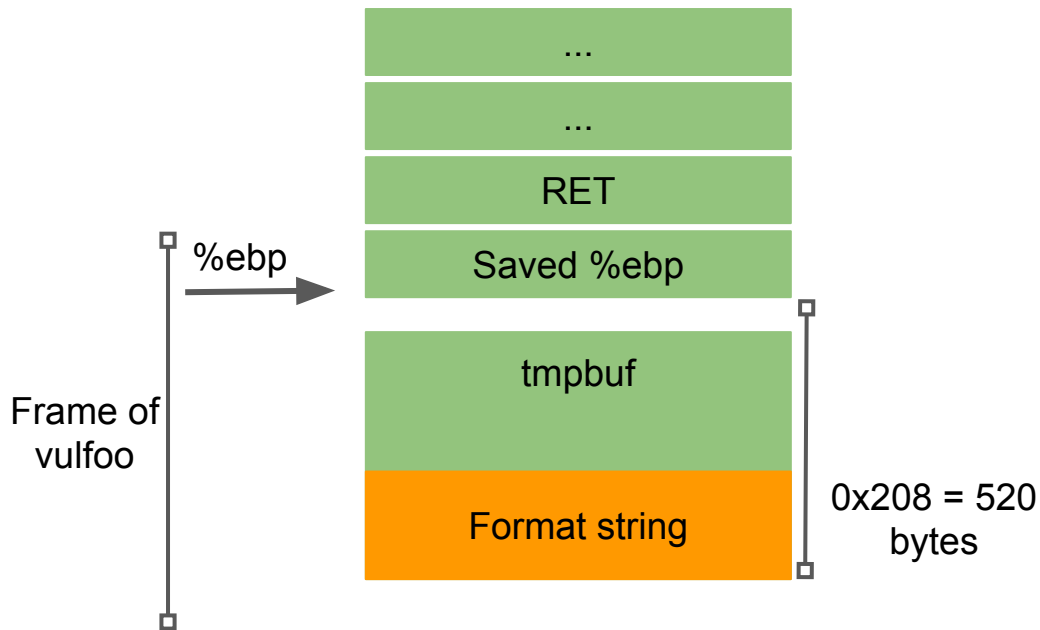 ...
...
RET
%ebp
Saved %ebp
tmpbuf
Frame of
vulfoo
Format string
0x208 = 520
bytes